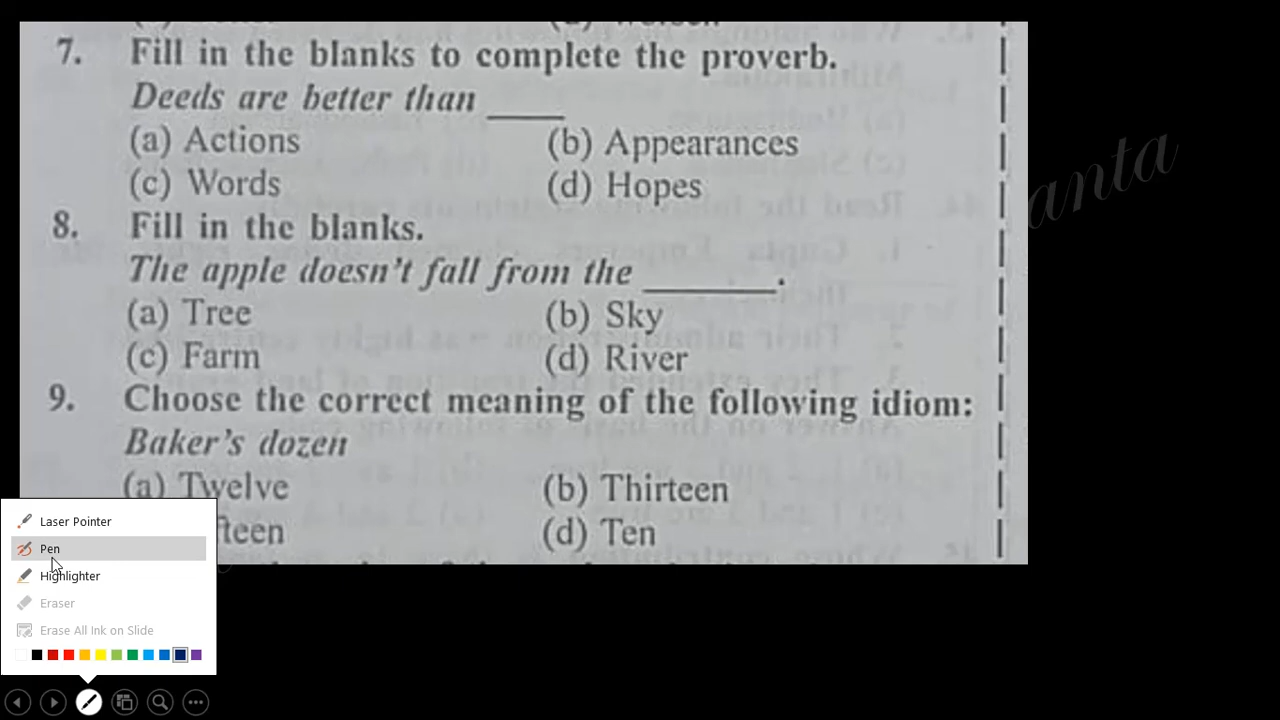 7. Fill in the blanks to complete the proverb.
Deeds are better than _____
(a) Actions (b) Appearances
(c) Words (d) Hopes
8. Fill in the blanks.
The apple doesn't fall from the ________.
(a) Tree (b) Sky
(c) Farm (d) River
9. Choose the correct meaning of the following idiom:
Baker's dozen
(a) Twelve (b) Thirteen
(d) Ten
anta
Laser Pointer
Pen
Highlighter
Eraser
Erase All Ink on Slide